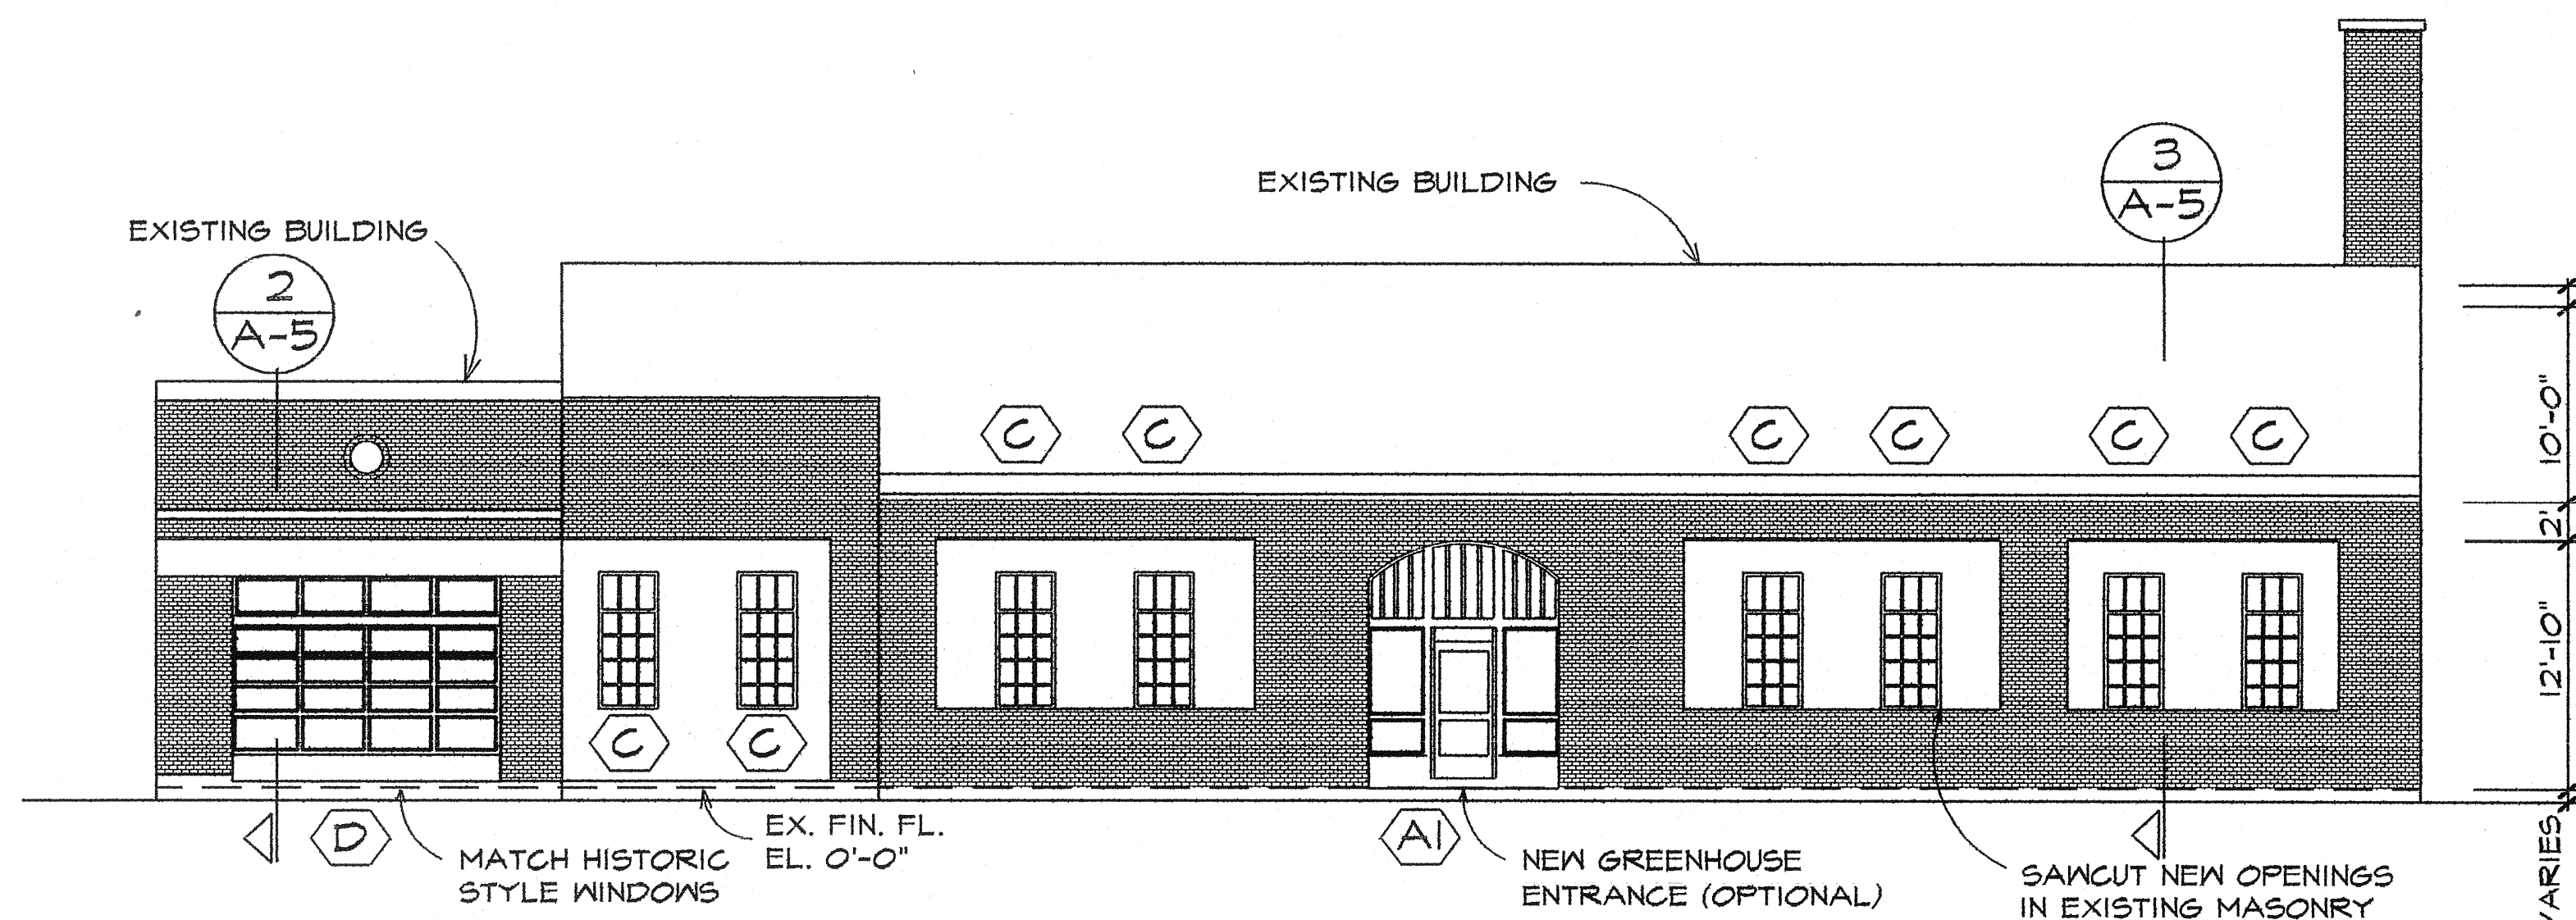 EXISTING BUILDING
3
A-5
EXISTING BUILDING
2
A-5
C
C
C
C
C
C
10'-0"
2'
12'-10"
C
C
D
MATCH HISTORIC
STYLE WINDOWS
EX. FIN. FL.
EL. 0'-0"
A1
NEW GREENHOUSE
ENTRANCE (OPTIONAL)
SAWCUT NEW OPENINGS
IN EXISTING MASONRY
VARIES